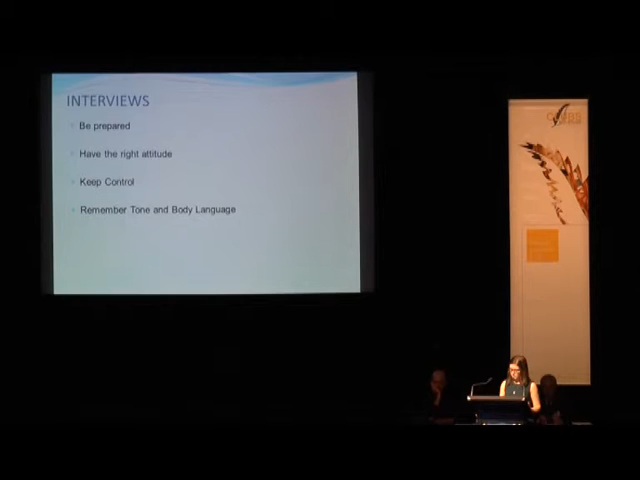 INTERVIEWS
Be prepared
Have the right attitude
Keep Control
Remember Tone and Body Language